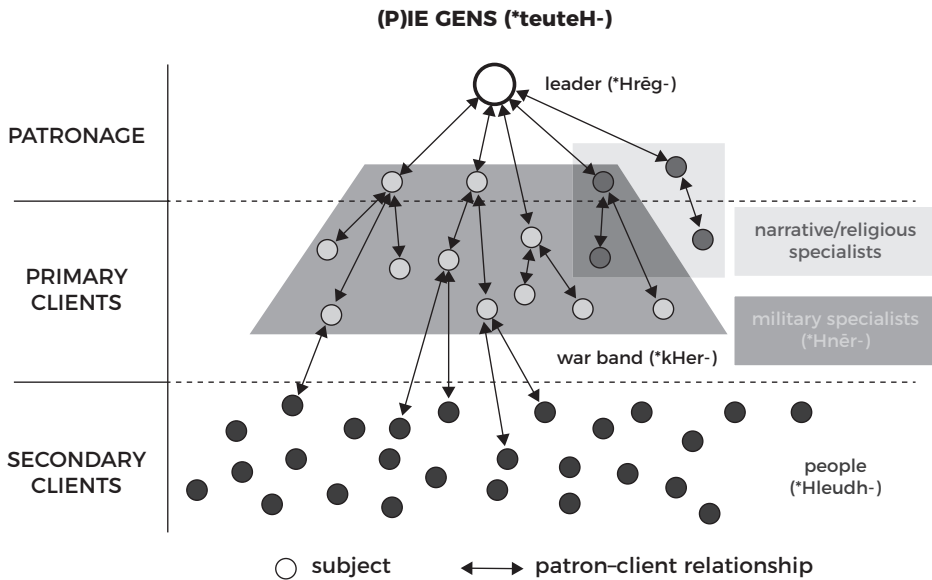 (P)IE GENS (*teuteH-)
leader (*Hrēg-)
PATRONAGE
narrative/religious
specialists
PRIMARY
CLIENTS
military specialists
(*Hnēr-)
war band (*kHer-)
SECONDARY
CLIENTS
people
(*Hleudh-)
subject
patron–client relationship